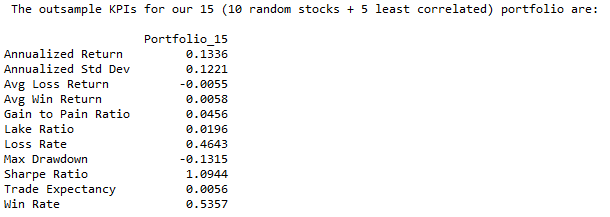 The outsample KPIs for our 15 (10 random stocks + 5 least correlated) portfolio are:
Portfolio_15
Annualized Return 0.1336
Annualized Std Dev 0.1221
Avg Loss Return -0.0055
Avg Win Return 0.0058
Gain to Pain Ratio 0.0456
Lake Ratio 0.0196
Loss Rate 0.4643
Max Drawdown -0.1315
Sharpe Ratio 1.0944
Trade Expectancy 0.0056
Win Rate 0.5357